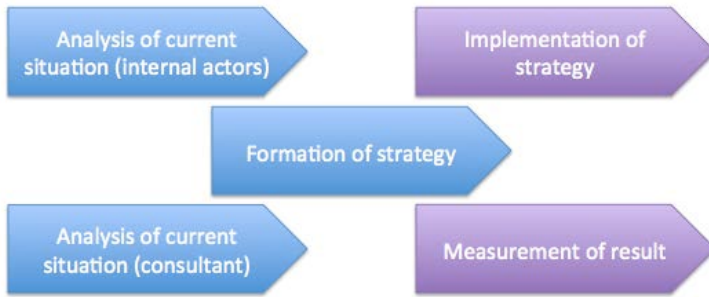 Analysis of current
situation (internal actors)
Implementation of
strategy
Formation of strategy
Analysis of current
situation (consultant)
Measurement of result